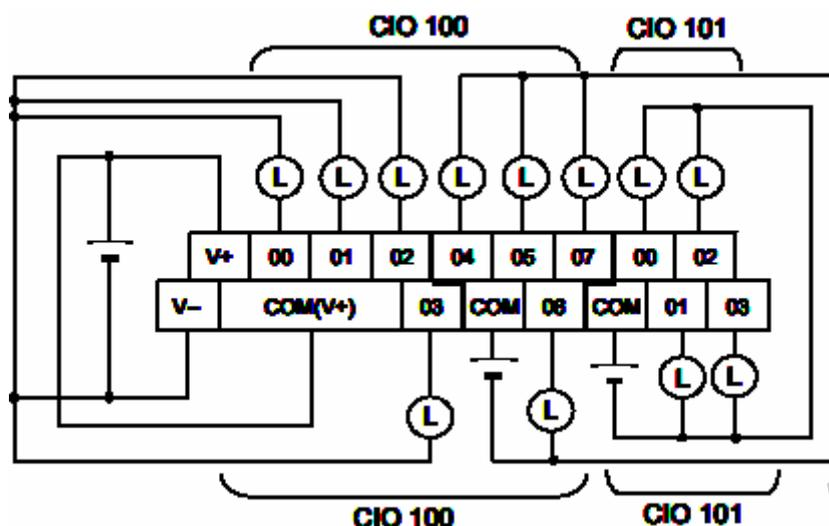 CIO 100 CIO 101
L L L L L L L L
V+ 00 01 02 04 05 07 00 02
V– COM(V+) 03 COM 06 COM 01 03
L L L L
CIO 100 CIO 101